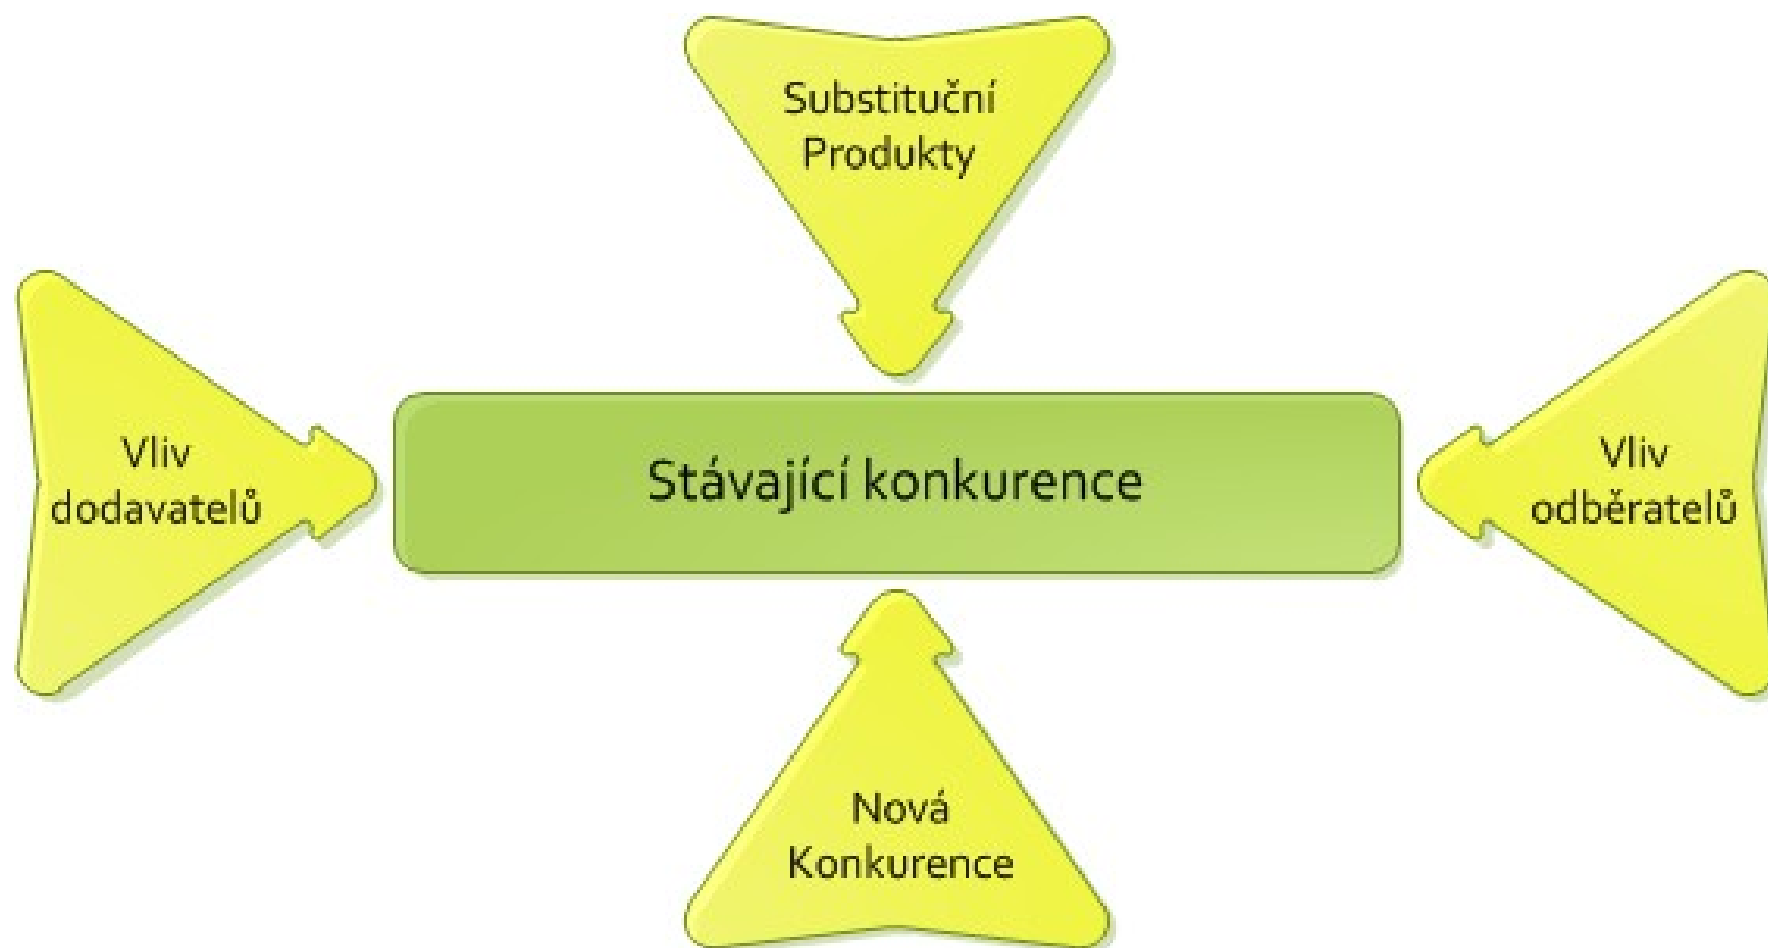 Substituční
Produkty
Vliv
dodavatelů
Stávající konkurence
Vliv
odběratelů
Nová
Konkurence